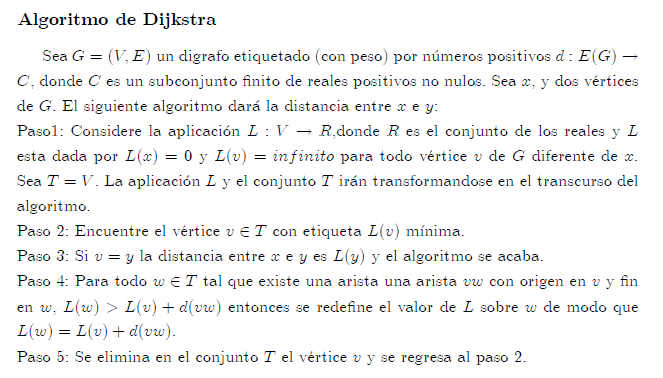 Algoritmo de Dijkstra
Sea G = (V, E) un digrafo etiquetado (con peso) por números positivos d : E(G) →
C, donde C es un subconjunto finito de reales positivos no nulos. Sea x, y dos vértices
de G. El siguiente algoritmo dará la distancia entre x e y:
Paso1: Considere la aplicación L : V → R,donde R es el conjunto de los reales y L
esta dada por L(x) = 0 y L(v) = infinito para todo vértice v de G diferente de x.
Sea T = V. La aplicación L y el conjunto T irán transformandose en el transcurso del
algoritmo.
Paso 2: Encuentre el vértice v ∈ T con etiqueta L(v) mínima.
Paso 3: Si v = y la distancia entre x e y es L(y) y el algoritmo se acaba.
Paso 4: Para todo w ∈ T tal que existe una arista una arista vw con origen en v y fin
en w, L(w) > L(v) + d(vw) entonces se redefine el valor de L sobre w de modo que
L(w) = L(v) + d(vw).
Paso 5: Se elimina en el conjunto T el vértice v y se regresa al paso 2.